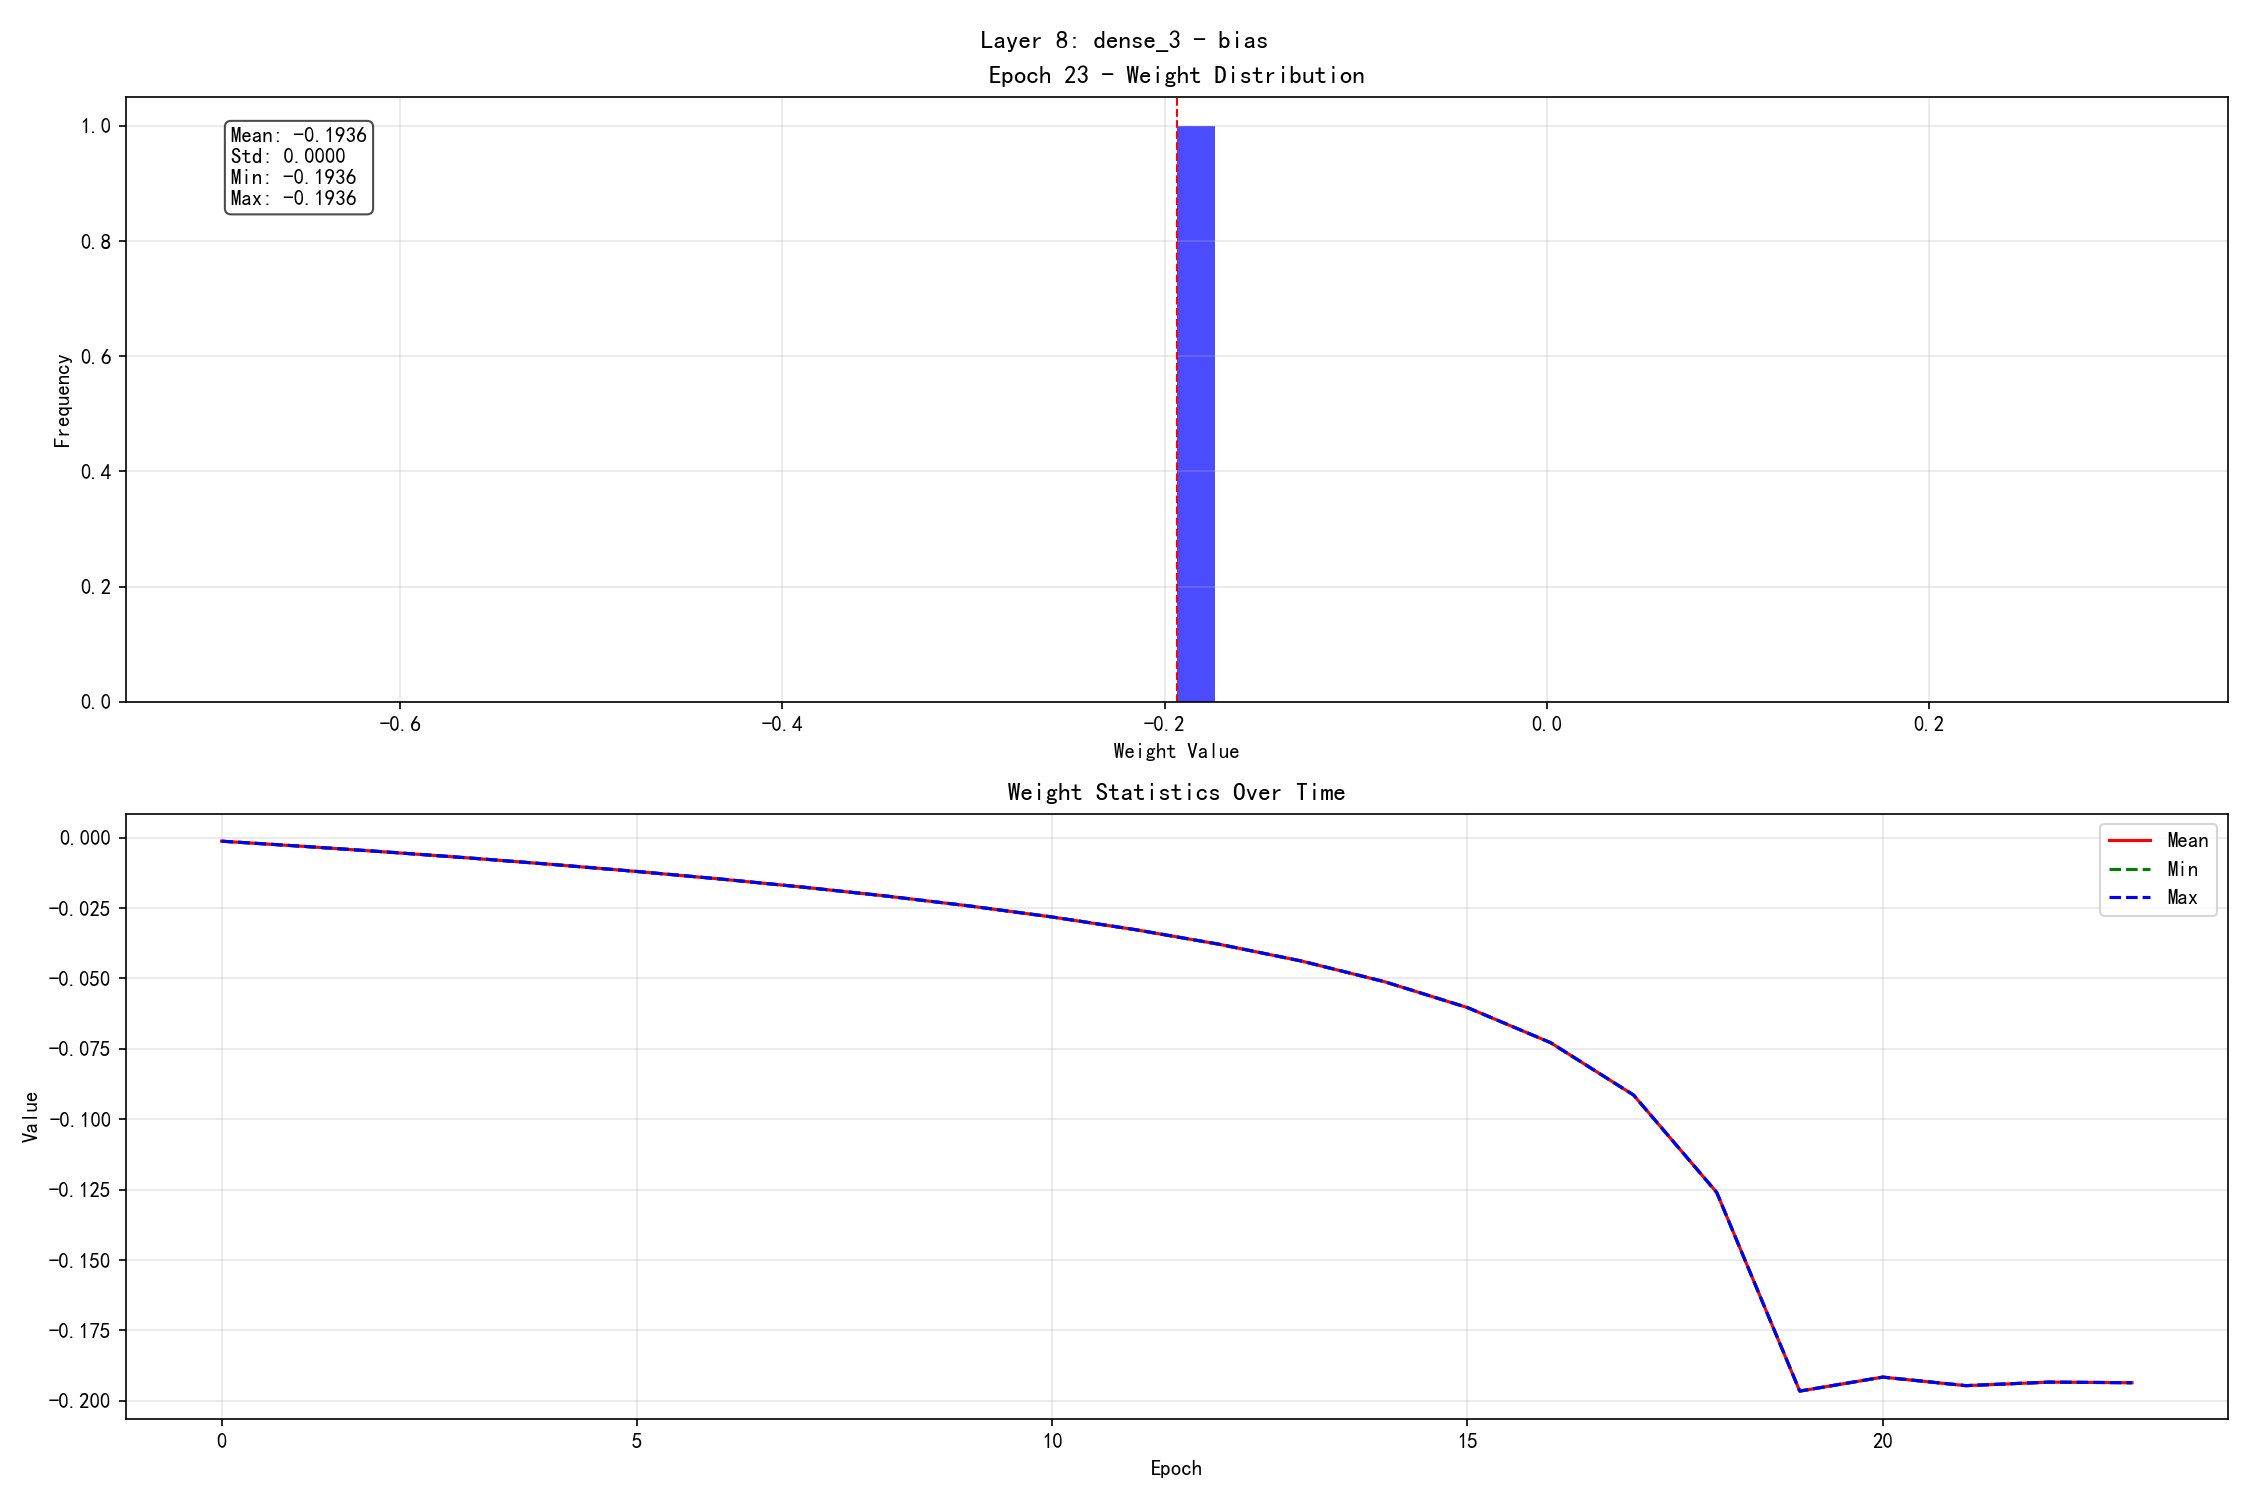 Layer 8: dense_3 - bias
Epoch 23 - Weight Distribution
Mean: -0.1936
Std: 0.0000
Min: -0.1936
Max: -0.1936
Frequency
1.0
0.8
0.6
0.4
0.2
0.0
-0.6 -0.4 -0.2 0.0 0.2
Weight Value
Weight Statistics Over Time
Mean
Min
Max
Value
0.000
-0.025
-0.050
-0.075
-0.100
-0.125
-0.150
-0.175
-0.200
0 5 10 15 20
Epoch